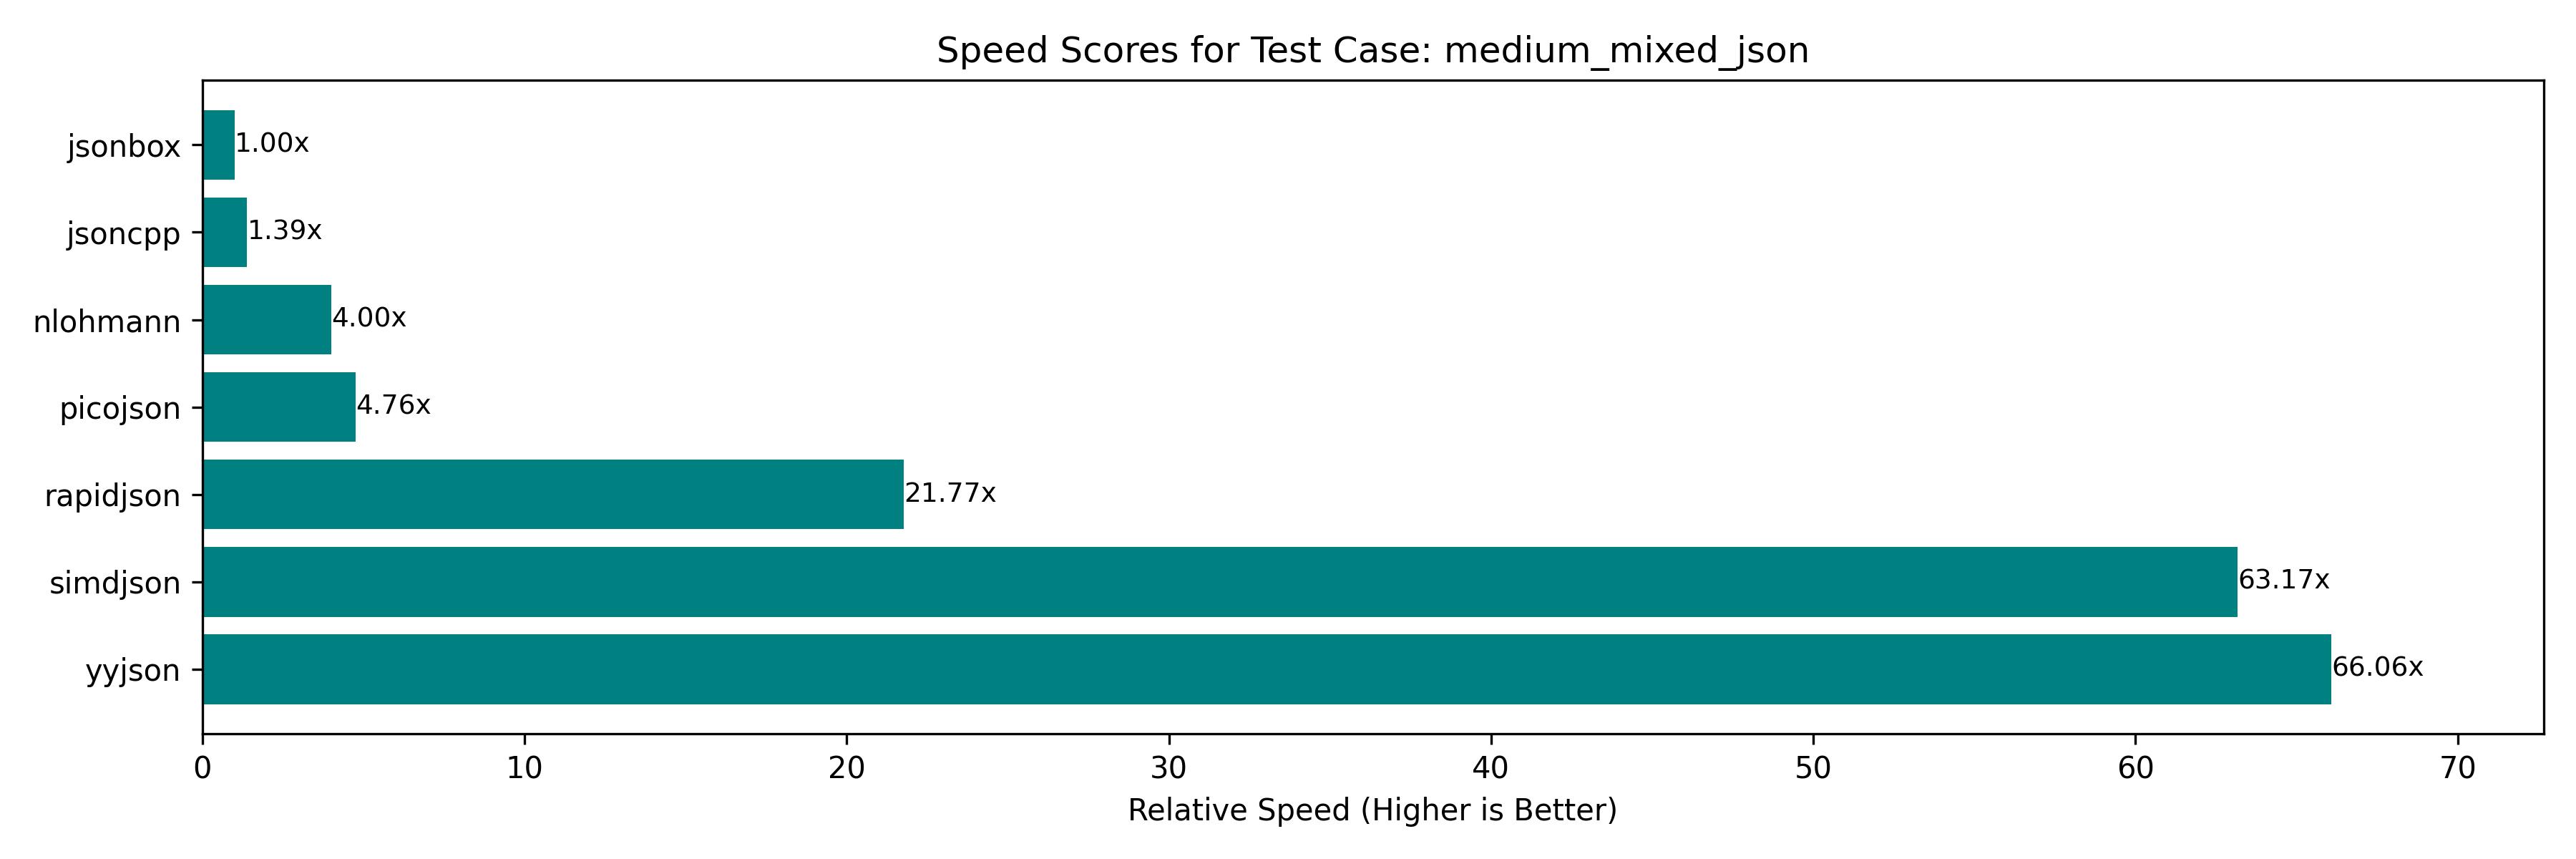 Speed Scores for Test Case: medium_mixed_json
jsonbox 1.00x
jsoncpp 1.39x
nlohmann 4.00x
picojson 4.76x
rapidjson 21.77x
simdjson 63.17x
yyjson 66.06x
0 10 20 30 40 50 60 70
Relative Speed (Higher is Better)